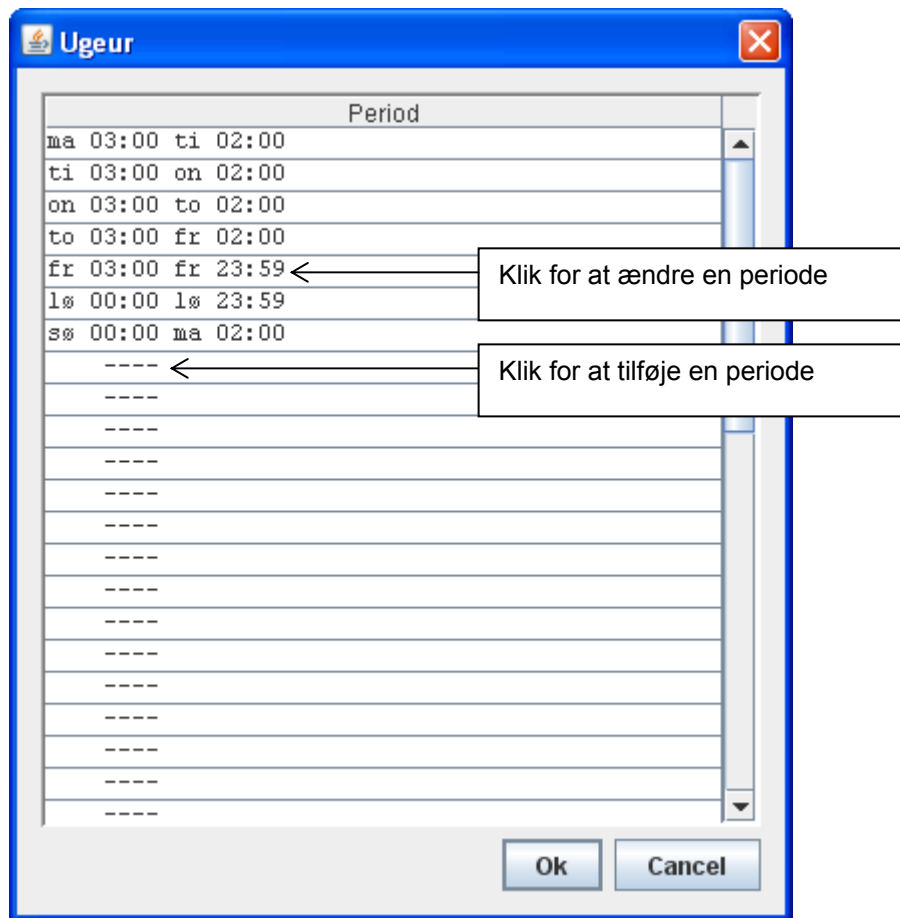 Ugeur
Period
ma 03:00 ti 02:00
ti 03:00 on 02:00
on 03:00 to 02:00
to 03:00 fr 02:00
fr 03:00 fr 23:59
Klik for at ændre en periode
lø 00:00 lø 23:59
sø 00:00 ma 02:00
----
Klik for at tilføje en periode
----
----
----
----
----
----
----
----
----
----
----
----
----
----
Ok Cancel